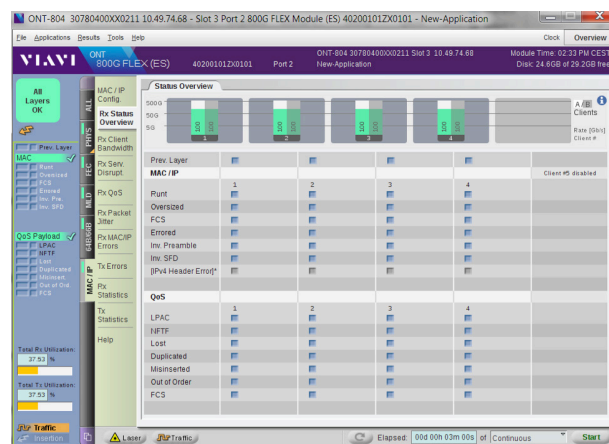 ONT-804 30780400XX0211 10.49.74.68 - Slot 3 Port 2 800G FLEX Module (ES) 40200101ZX0101 - New-Application
File Applications Results Tools Help
Clock Overview
VIAVI
ONT
800G FLEX (ES) 40200101ZX0101 Port 2
ONT-804 30780400XX0211 Slot 3 10.49.74.68
New-Application
Module Time: 02:33 PM CEST
Disk: 24.6GB of 29.2GB free
All
Layers
OK
Prev. Layer
MAC
Runt
Oversized
FCS
Errored
Inv. Pre.
Inv. SFD
QoS Payload
LPAC
NFTF
Lost
Duplicated
Misinsert.
Out of Ord.
FCS
Total Rx Utilization:
37.53 %
Total Tx Utilization:
37.53 %
Traffic
Insertion
ALL
PHYS
FEC
MLD
64B/66B
MAC / IP
MAC / IP
Config.
Rx Status
Overview
Rx Client
Bandwidth
Rx Serv.
Disrupt.
Rx QoS
Rx Packet
Jitter
Rx MAC/IP
Errors
Tx Errors
Rx
Statistics
Tx
Statistics
Help
Status Overview
500G
50G
5G
100 100 100 100 100 100 100 100
1 2 3 4
A / B
Clients
Rate [Gb/s]
Client #
Prev. Layer
MAC / IP Client #5 disabled
1 2 3 4
Runt
Oversized
FCS
Errored
Inv. Preamble
Inv. SFD
[IPv4 Header Error]*
QoS
1 2 3 4
LPAC
NFTF
Lost
Duplicated
Misinserted
Out of Order
FCS
Laser Traffic Elapsed: 00d 00h 03m 00s of Continuous Start